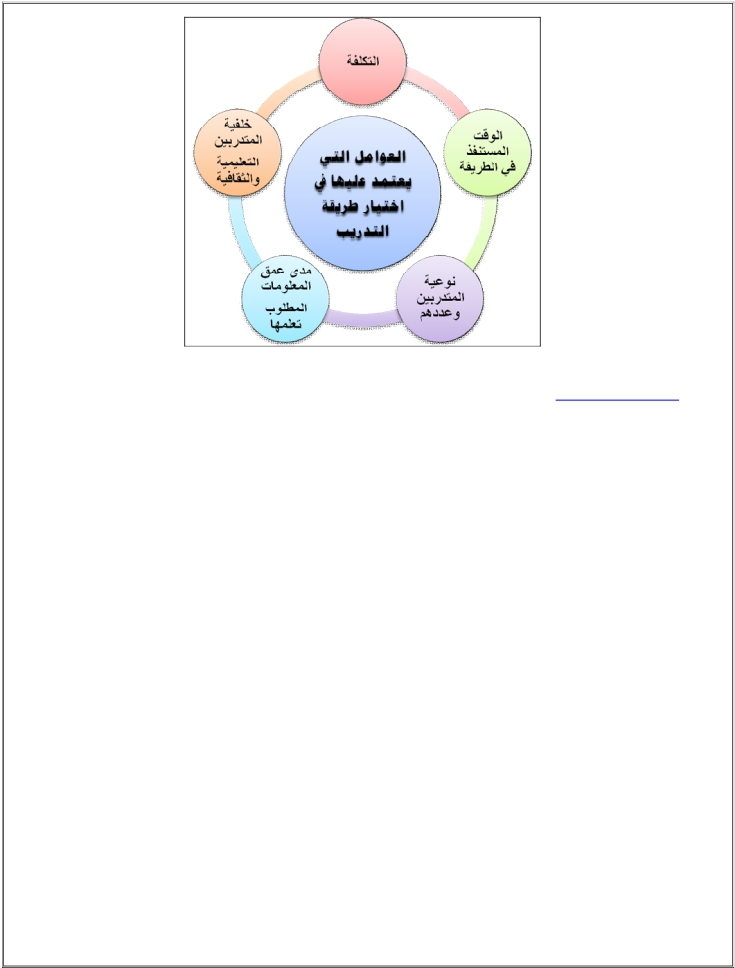 العوامل التي
يعتمد عليها في
اختيار طريقة
التدريب
التكلفة
الوقت
المستنفذ
في الطريقة
نوعية
المتدربين
وعددهم
مدى عمق
المعلومات
المطلوب
تعلمها
خلفية
المتدربين
التعليمية
والثقافية